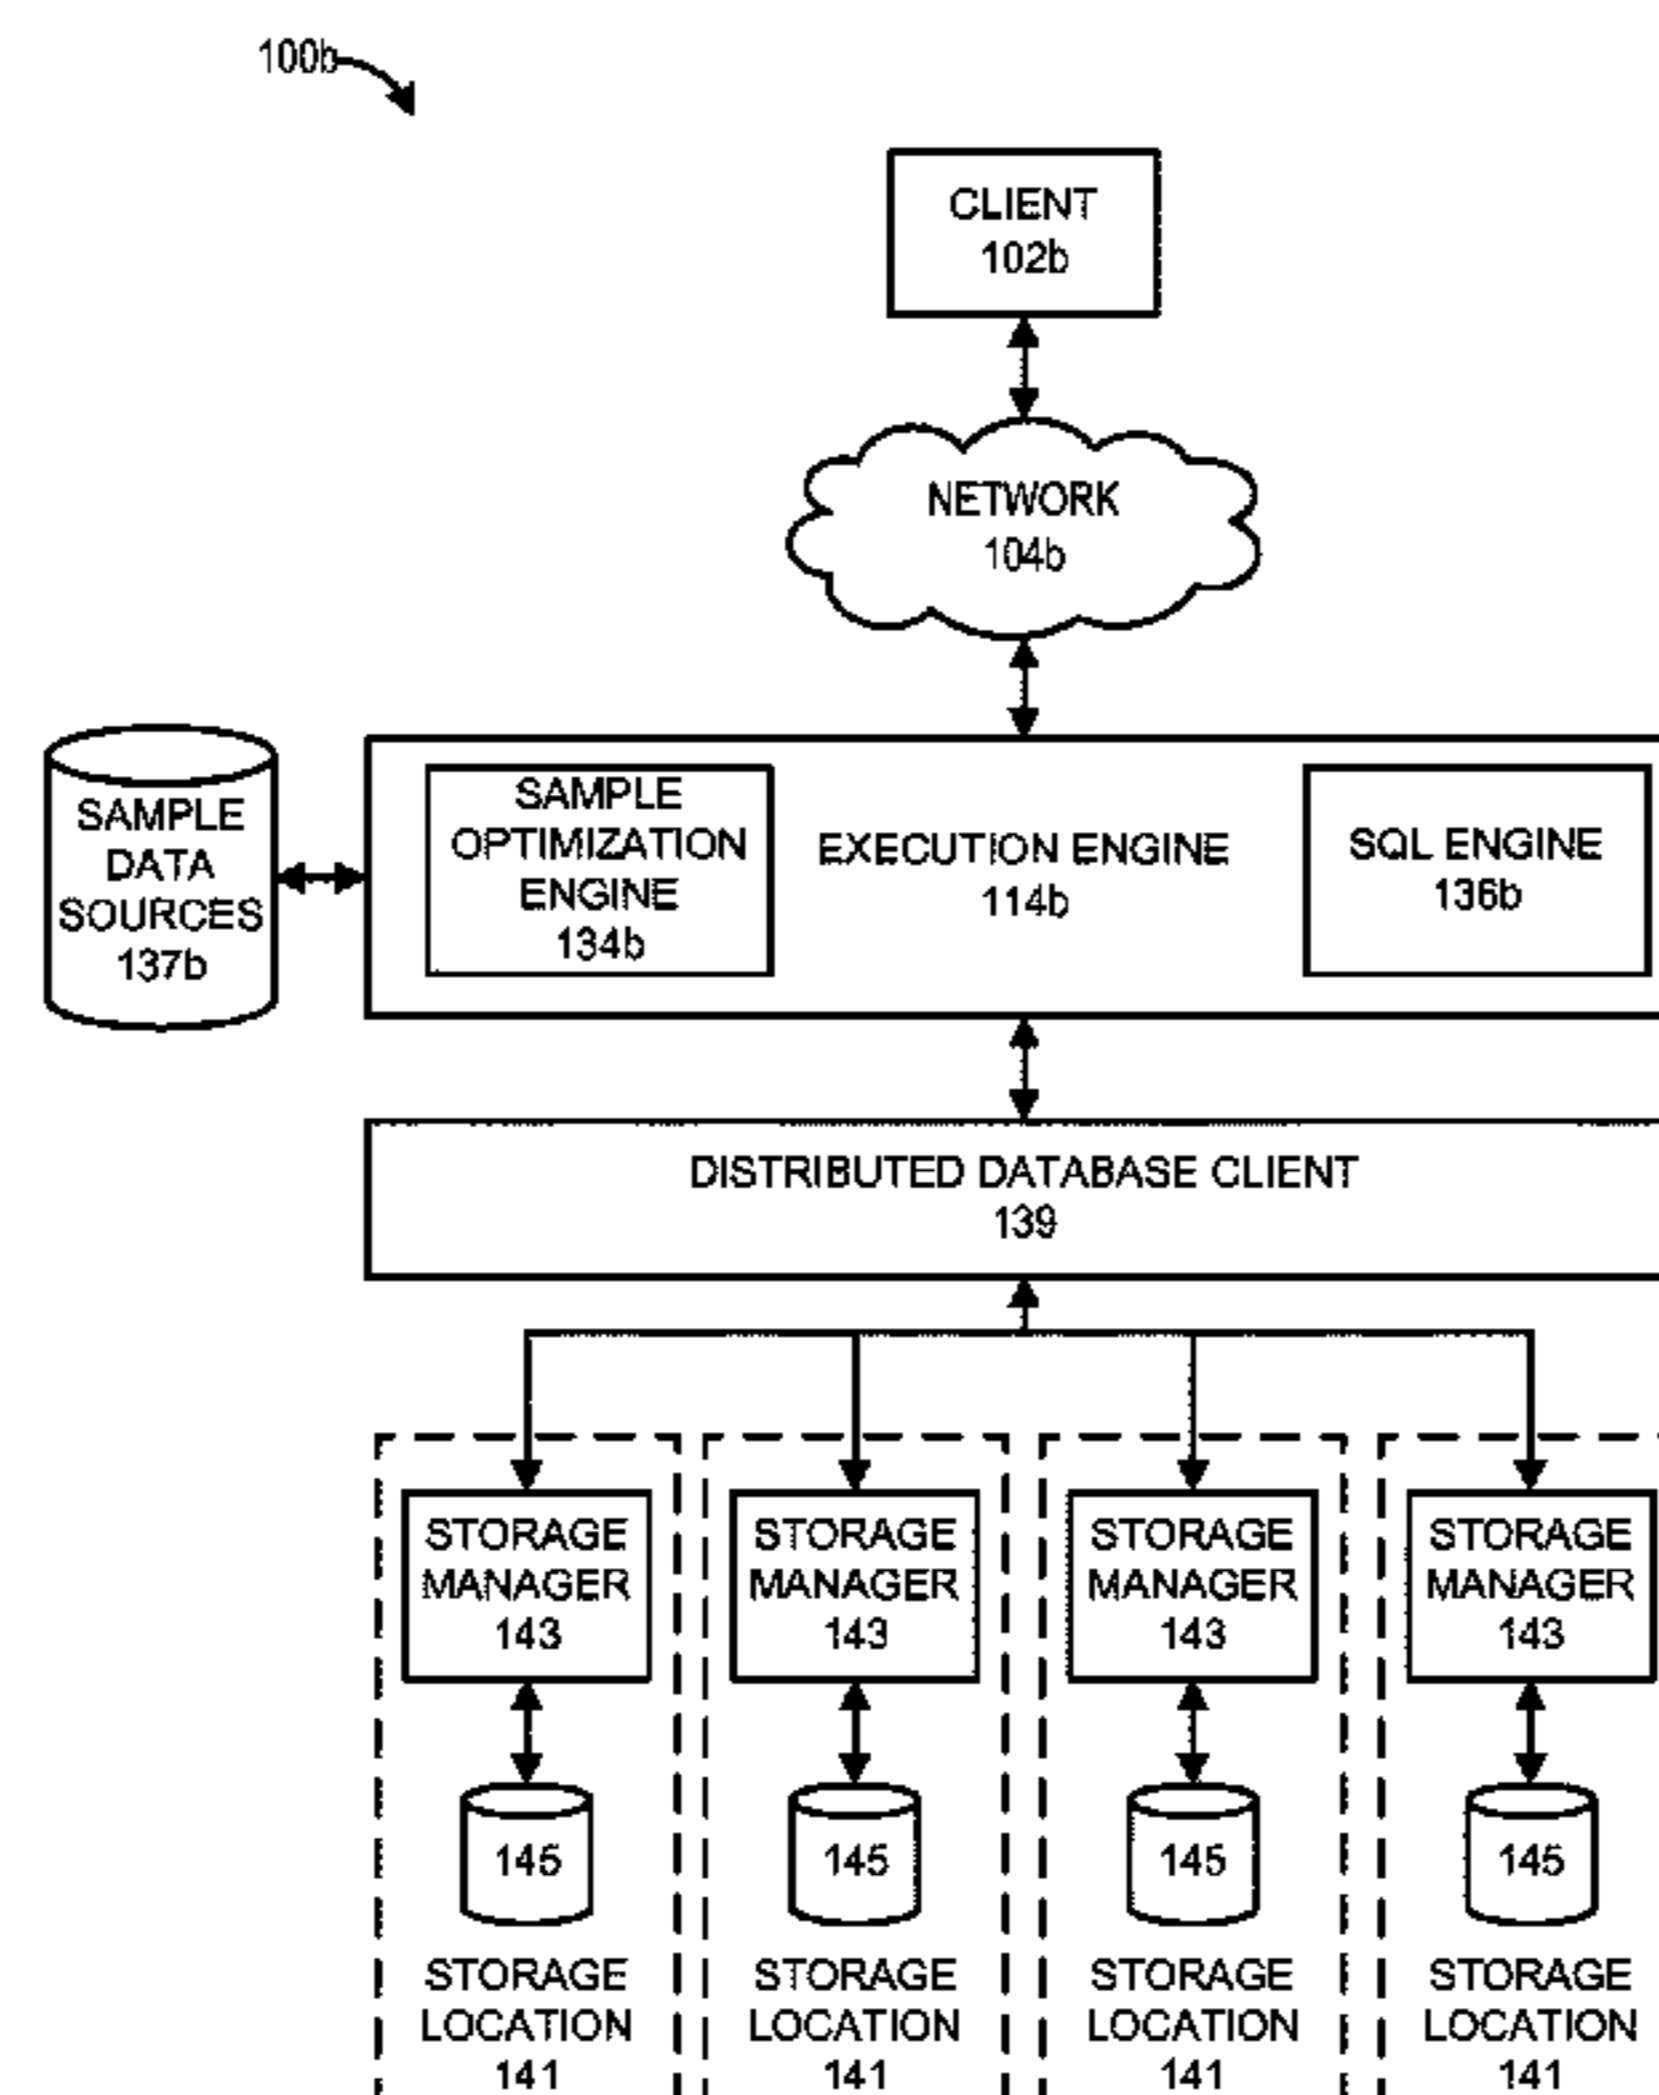 100b
CLIENT
102b
NETWORK
104b
SAMPLE
DATA
SOURCES
137b
SAMPLE
OPTIMIZATION
ENGINE
134b
EXECUTION ENGINE
114b
SQL ENGINE
136b
DISTRIBUTED DATABASE CLIENT
139
STORAGE
MANAGER
143
STORAGE
MANAGER
143
STORAGE
MANAGER
143
STORAGE
MANAGER
143
145
145
145
145
STORAGE
LOCATION
141
STORAGE
LOCATION
141
STORAGE
LOCATION
141
STORAGE
LOCATION
141